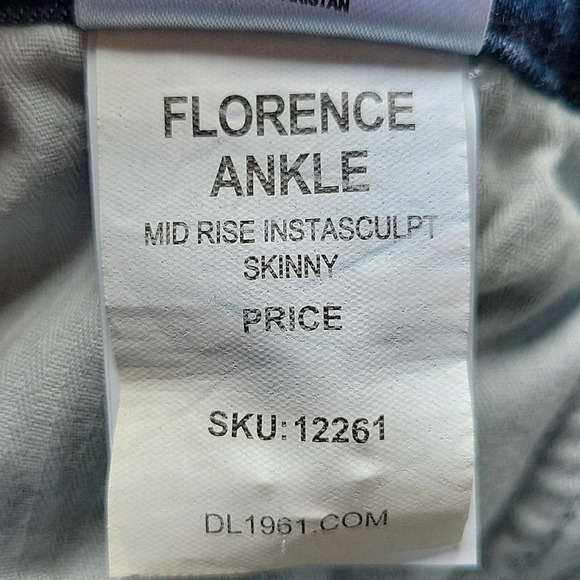 FLORENCE
ANKLE
MID RISE INSTASCULPT
SKINNY
PRICE
SKU: 12261
DL1961.COM